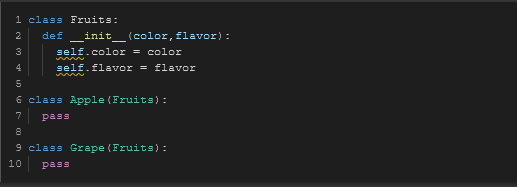 1 class Fruits:
2 def __init__(color,flavor):
3 self.color = color
4 self.flavor = flavor
5
6 class Apple(Fruits):
7 pass
8
9 class Grape(Fruits):
10 pass